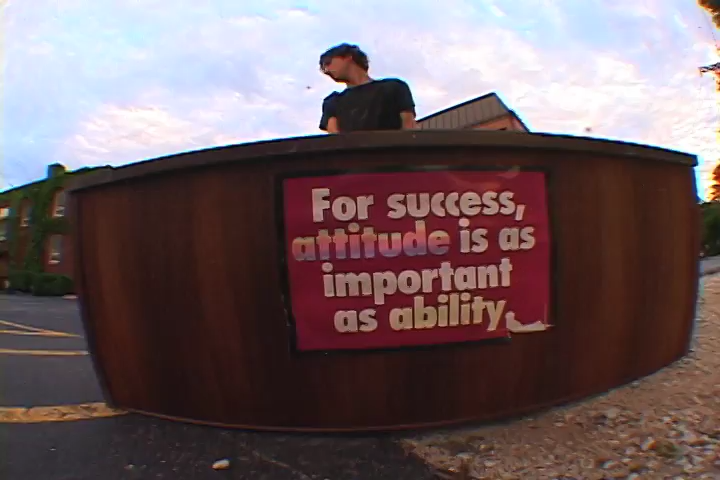 For success,
attitude is as
important
as ability